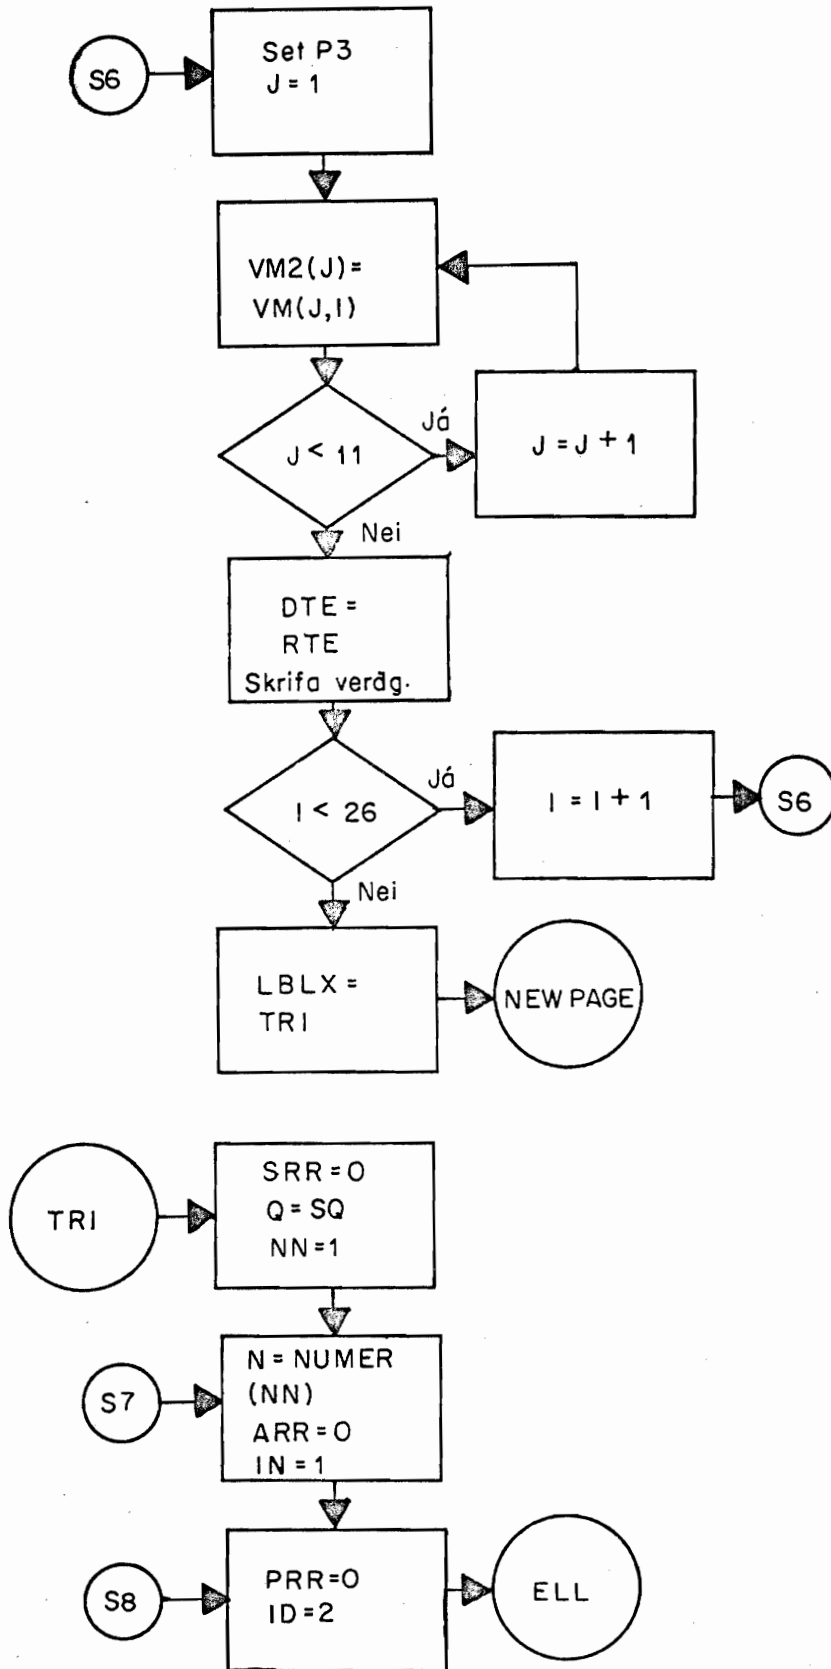 S6
Set P3
J = 1
VM2(J) =
VM(J,I)
J < 11
Já
J = J + 1
Nei
DTE =
RTE
Skrifa verðg.
I < 26
Já
I = I + 1
S6
Nei
LBLX =
TRI
NEW PAGE
TRI
SRR = 0
Q = SQ
NN = 1
S7
N = NUMER
(NN)
ARR = 0
IN = 1
S8
PRR = 0
ID = 2
ELL